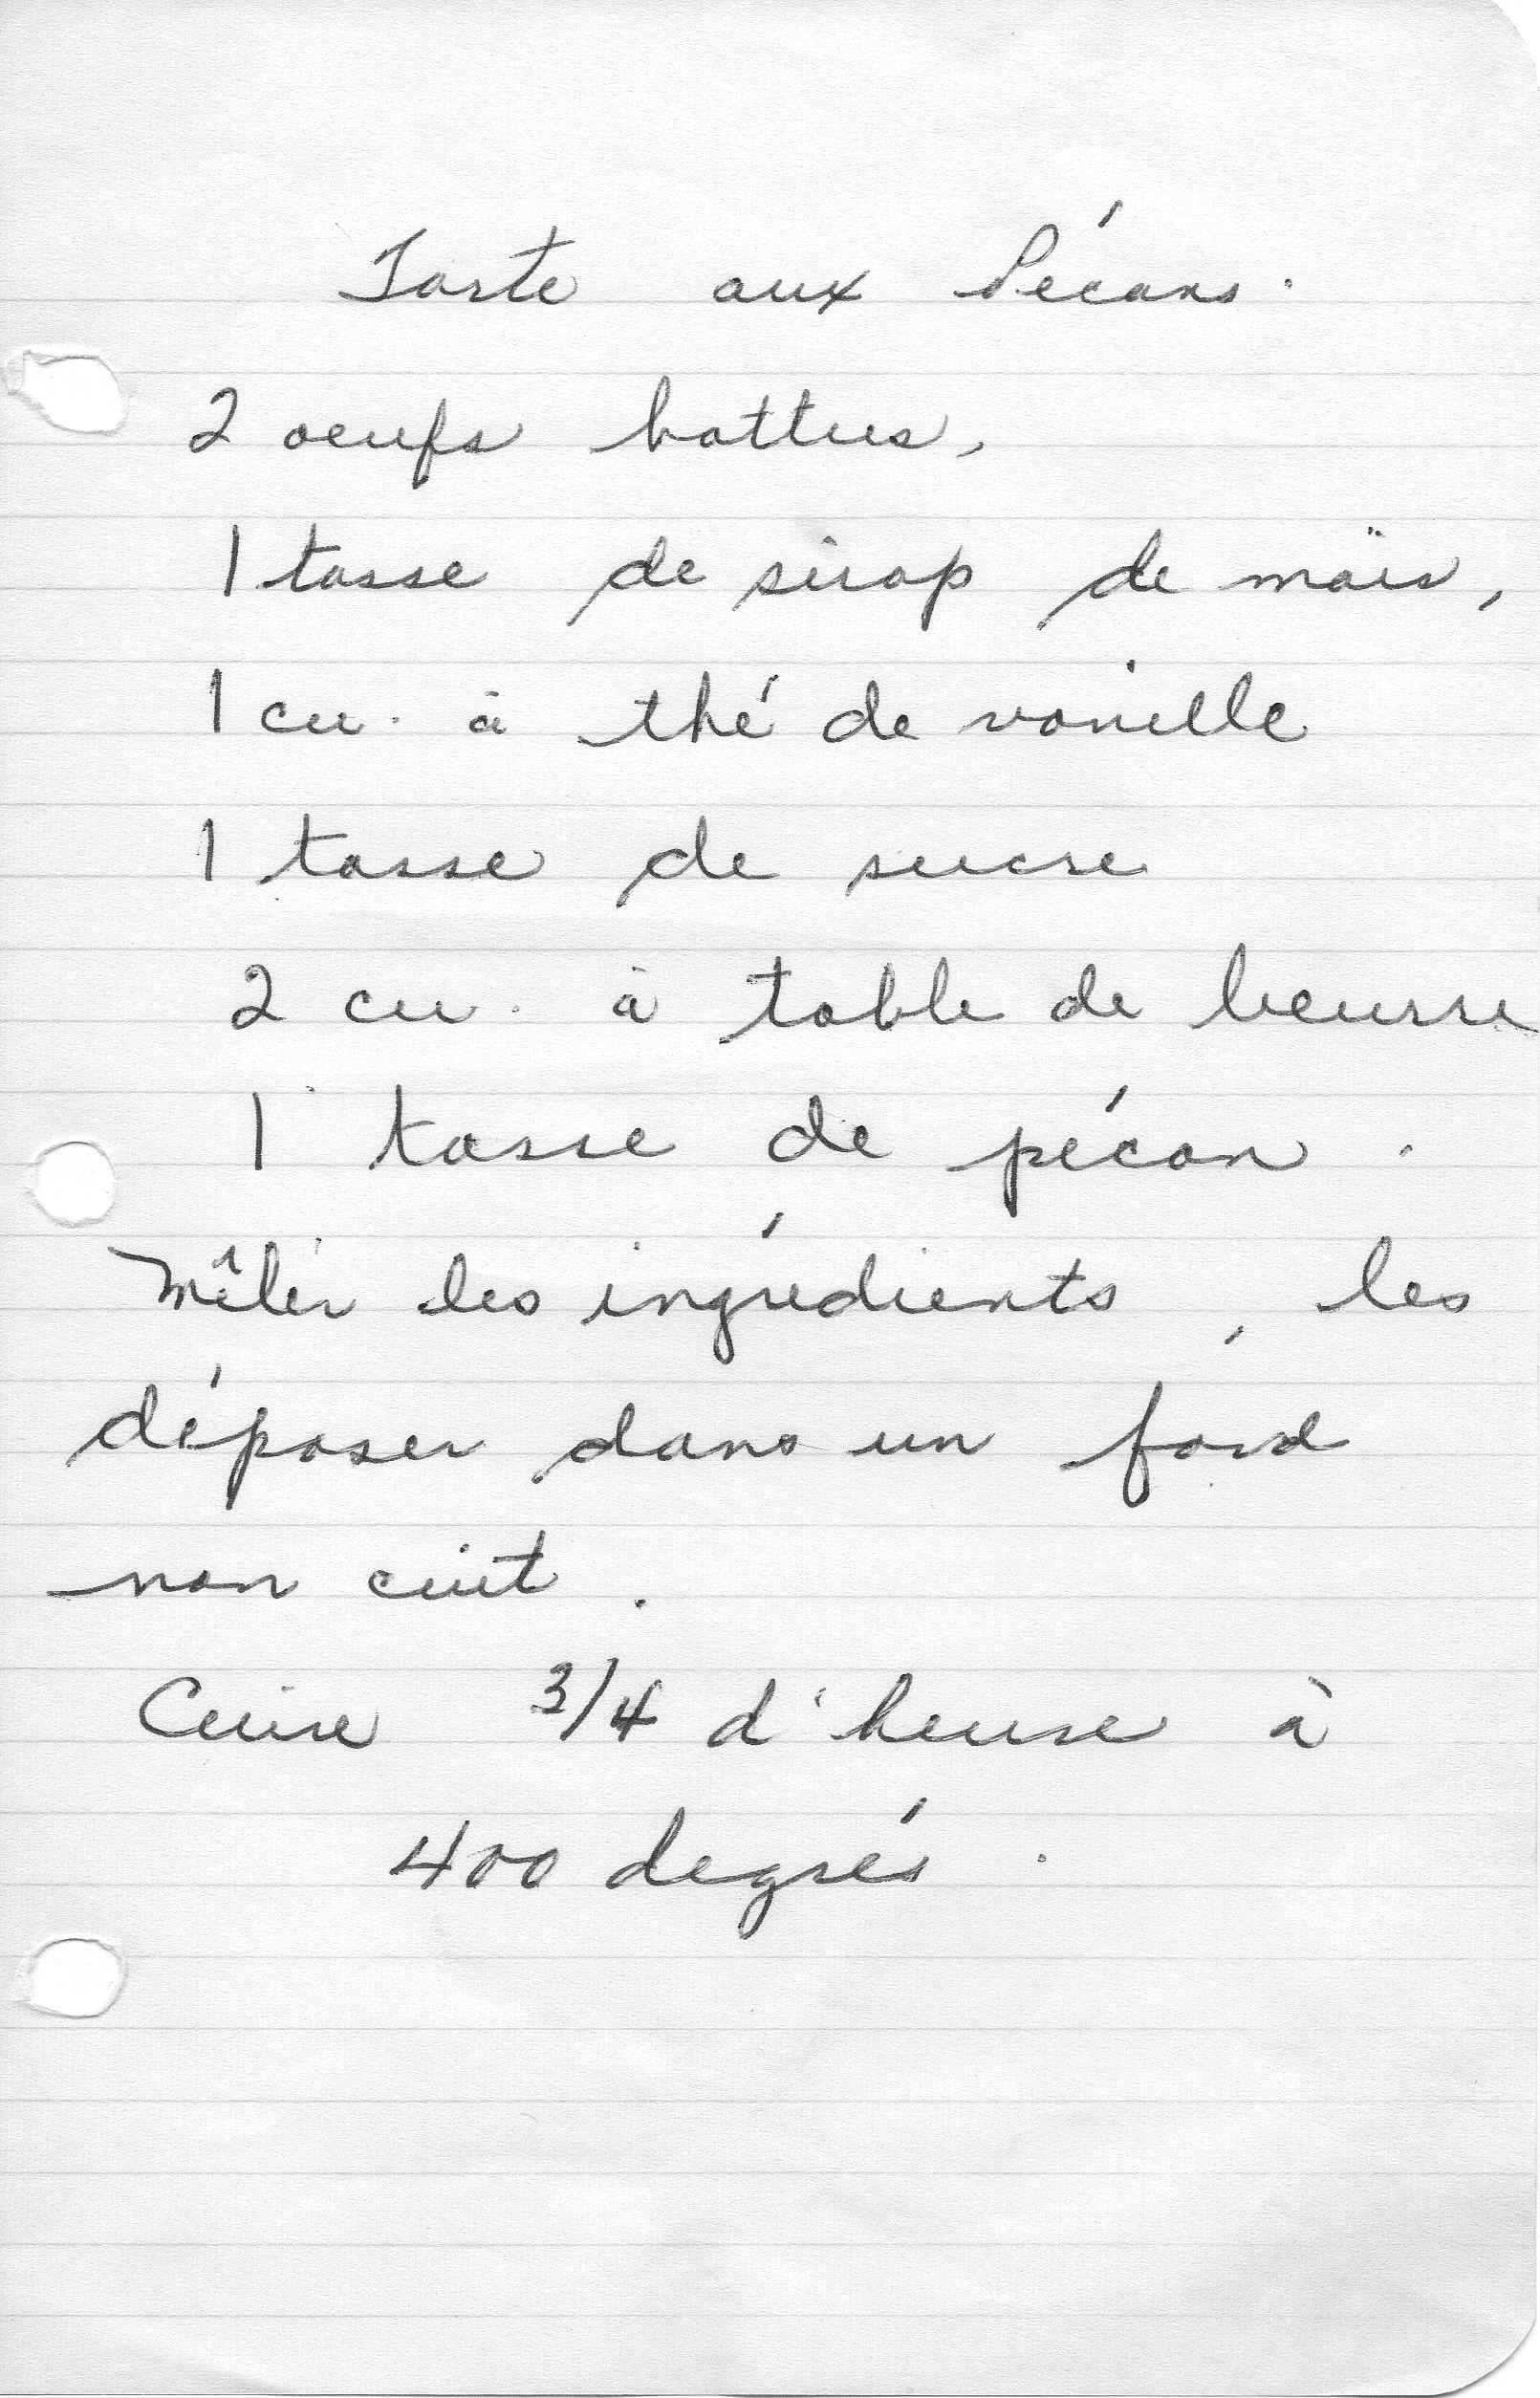 Tarte aux Pécans.
2 oeufs battus,
1 tasse de sirop de maïs,
1 cu. à thé de vanille
1 tasse de sucre
2 cu. à table de beurre
1 tasse de pécan.
Mêler les ingrédients, les
déposer dans un fond
non cuit.
Cuire 3/4 d'heure à
400 degrés.